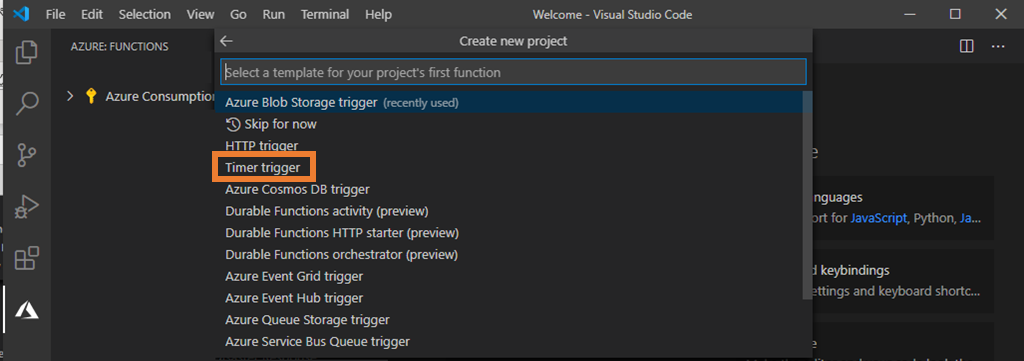 File Edit Selection View Go Run Terminal Help Welcome - Visual Studio Code
AZURE: FUNCTIONS
Create new project
Select a template for your project's first function
Azure Consumption
Azure Blob Storage trigger (recently used)
Skip for now
HTTP trigger
Timer trigger
Azure Cosmos DB trigger
Durable Functions activity (preview)
Durable Functions HTTP starter (preview)
Durable Functions orchestrator (preview)
Azure Event Grid trigger
Azure Event Hub trigger
Azure Queue Storage trigger
Azure Service Bus Queue trigger
nguages
ort for JavaScript, Python, Ja...
d keybindings
ettings and keyboard shortc...